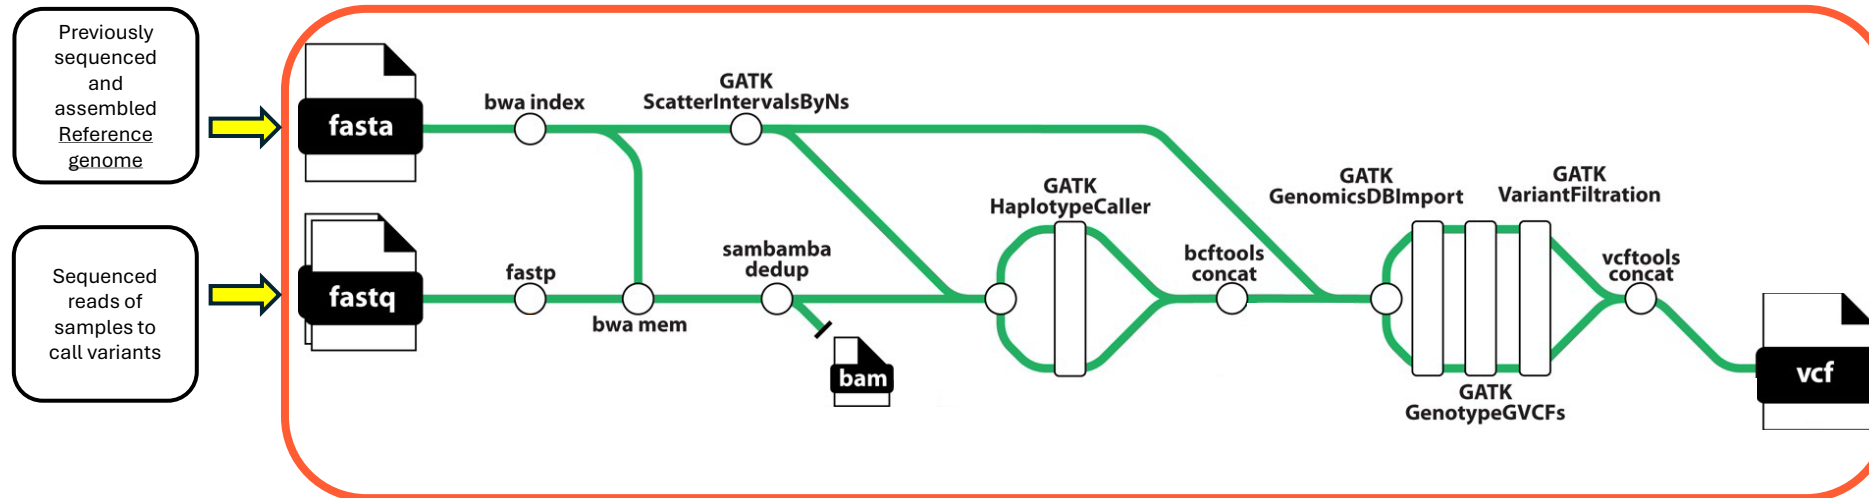 Previously
sequenced
and
assembled
Reference
genome
Sequenced
reads of
samples to
call variants
fasta
bwa index
GATK
ScatterIntervalsByNs
fastq
fastp
bwa mem
sambamba
dedup
bam
GATK
HaplotypeCaller
bcftools
concat
GATK
GenomicsDBImport
GATK
GenotypeGVCFs
GATK
VariantFiltration
vcftools
concat
vcf